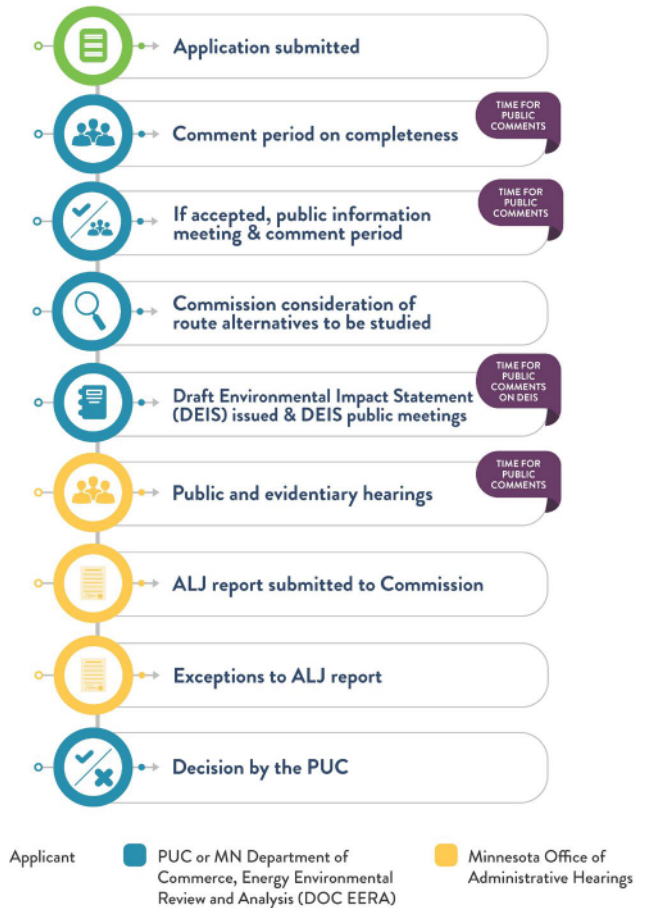 Application submitted
TIME FOR
PUBLIC
COMMENTS
Comment period on completeness
TIME FOR
PUBLIC
COMMENTS
If accepted, public information
meeting & comment period
Commission consideration of
route alternatives to be studied
TIME FOR
PUBLIC
COMMENTS
ON DEIS
Draft Environmental Impact Statement
(DEIS) issued & DEIS public meetings
TIME FOR
PUBLIC
COMMENTS
Public and evidentiary hearings
ALJ report submitted to Commission
Exceptions to ALJ report
Decision by the PUC
Applicant
PUC or MN Department of
Commerce, Energy Environmental
Review and Analysis (DOC EERA)
Minnesota Office of
Administrative Hearings